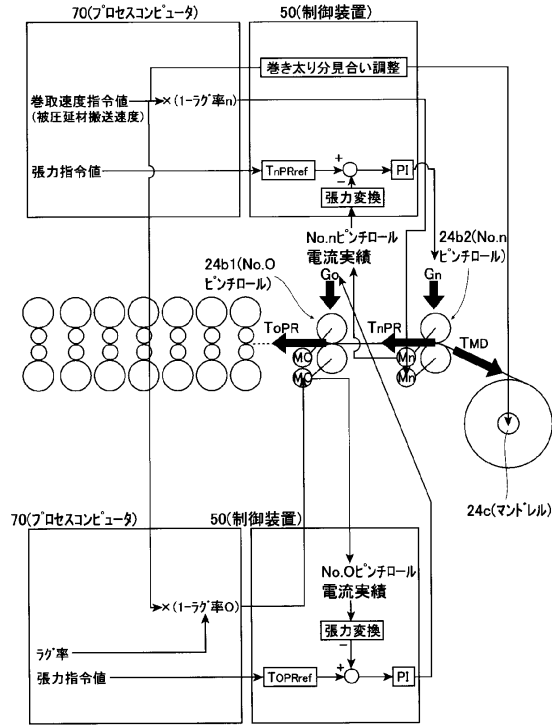 70(プロセスコンピュータ)
50(制御装置)
巻き太り分見合い調整
巻取速度指令値
×(1-ラグ率n)
(被圧延材搬送速度)
張力指令値
TnPRref
+
PI
−
張力変換
No.nピンチロール
電流実績
24b1(No.O
ピンチロール)
24b2(No.n
ピンチロール)
Go
Gn
ToPR
TnPR
TMD
MO
Mn
MO
Mn
24c(マンドレル)
70(プロセスコンピュータ)
50(制御装置)
No.Oピンチロール
電流実績
×(1-ラグ率O)
張力変換
ラグ率
−
張力指令値
TOPRref
+
PI